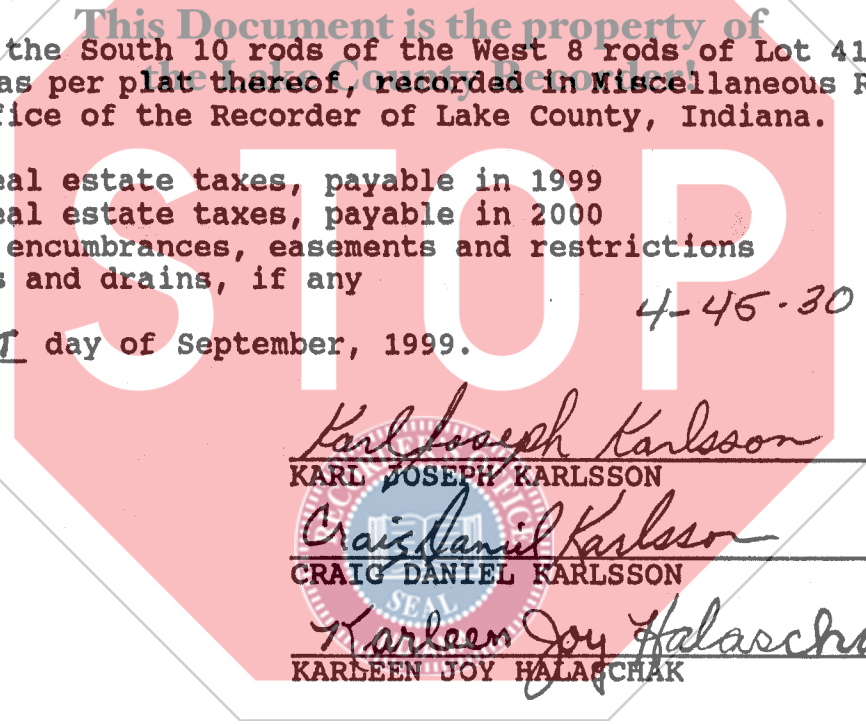 This Document is the property of
the Lake County Recorder!
the South 10 rods of the West 8 rods of Lot 41
as per plat thereof, recorded in Miscellaneous R
fice of the Recorder of Lake County, Indiana.
STOP
eal estate taxes, payable in 1999
eal estate taxes, payable in 2000
encumbrances, easements and restrictions
s and drains, if any
4-45-30
day of September, 1999.
Karl Joseph Karlsson
KARL JOSEPH KARLSSON
Craig Daniel Karlsson
CRAIG DANIEL KARLSSON
RECORDER'S OFFICE
SEAL
Karleen Joy Halascha
KARLEEN JOY HALASCHAK